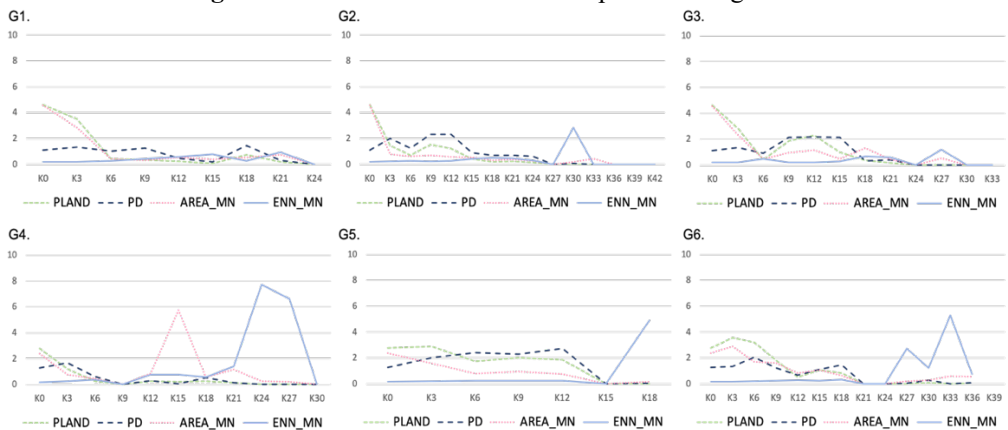 G1.
10
8
6
4
2
0
K0 K3 K6 K9 K12 K15 K18 K21 K24
PLAND PD AREA_MN ENN_MN
G2.
10
8
6
4
2
0
K0 K3 K6 K9 K12 K15 K18 K21 K24 K27 K30 K33 K36 K39 K42
PLAND PD AREA_MN ENN_MN
G3.
10
8
6
4
2
0
K0 K3 K6 K9 K12 K15 K18 K21 K24 K27 K30 K33
PLAND PD AREA_MN ENN_MN
G4.
10
8
6
4
2
0
K0 K3 K6 K9 K12 K15 K18 K21 K24 K27 K30
PLAND PD AREA_MN ENN_MN
G5.
10
8
6
4
2
0
K0 K3 K6 K9 K12 K15 K18
PLAND PD AREA_MN ENN_MN
G6.
10
8
6
4
2
0
K0 K3 K6 K9 K12 K15 K18 K21 K24 K27 K30 K33 K36 K39
PLAND PD AREA_MN ENN_MN